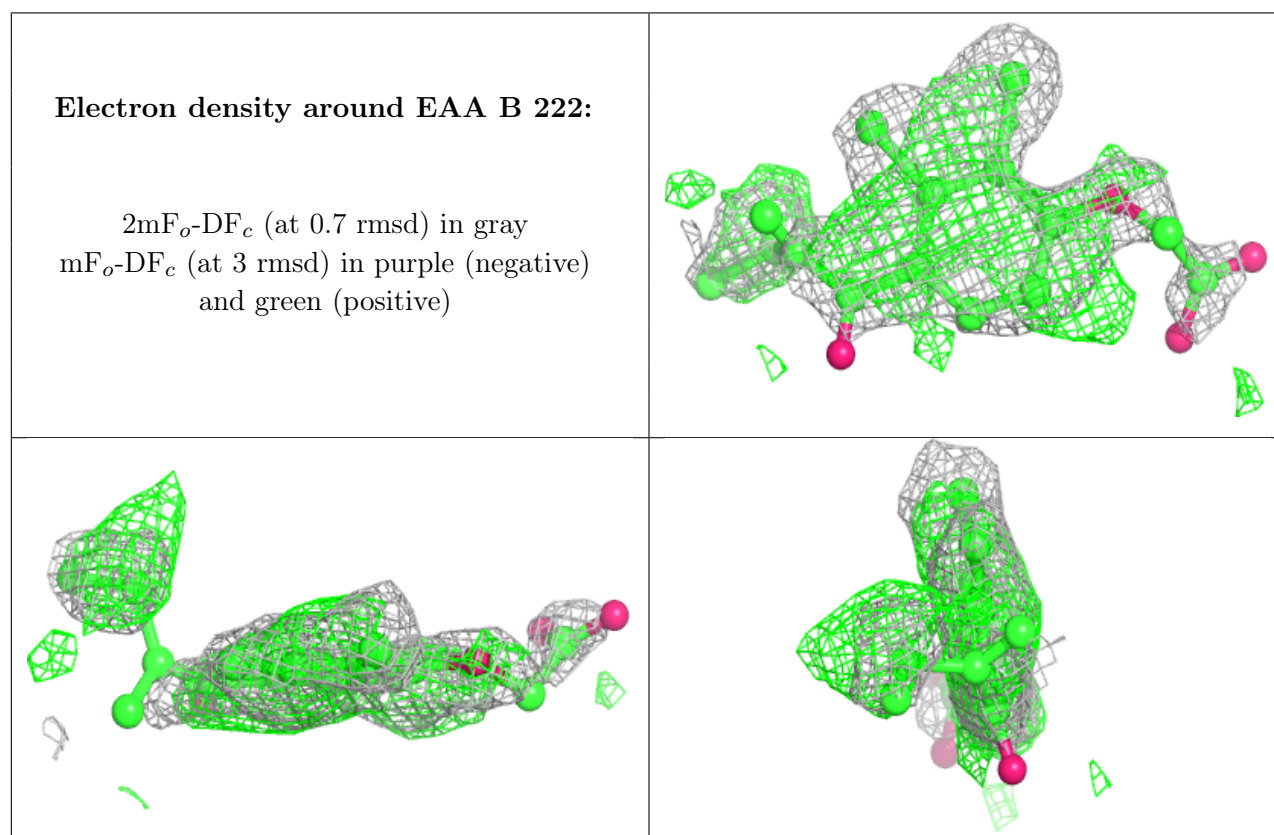 Electron density around EAA B 222:
2mFo-DFc (at 0.7 rmsd) in gray
mFo-DFc (at 3 rmsd) in purple (negative)
and green (positive)